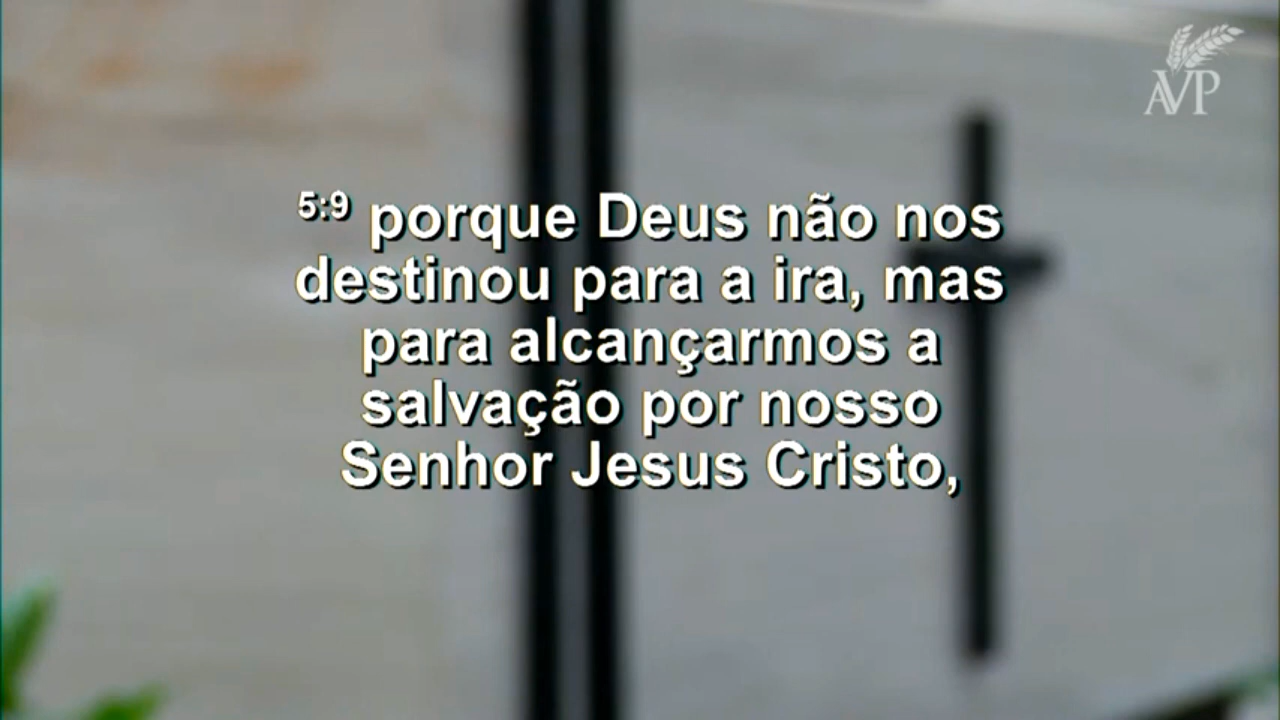 AVP
5:9 porque Deus não nos
destinou para a ira, mas
para alcançarmos a
salvação por nosso
Senhor Jesus Cristo,